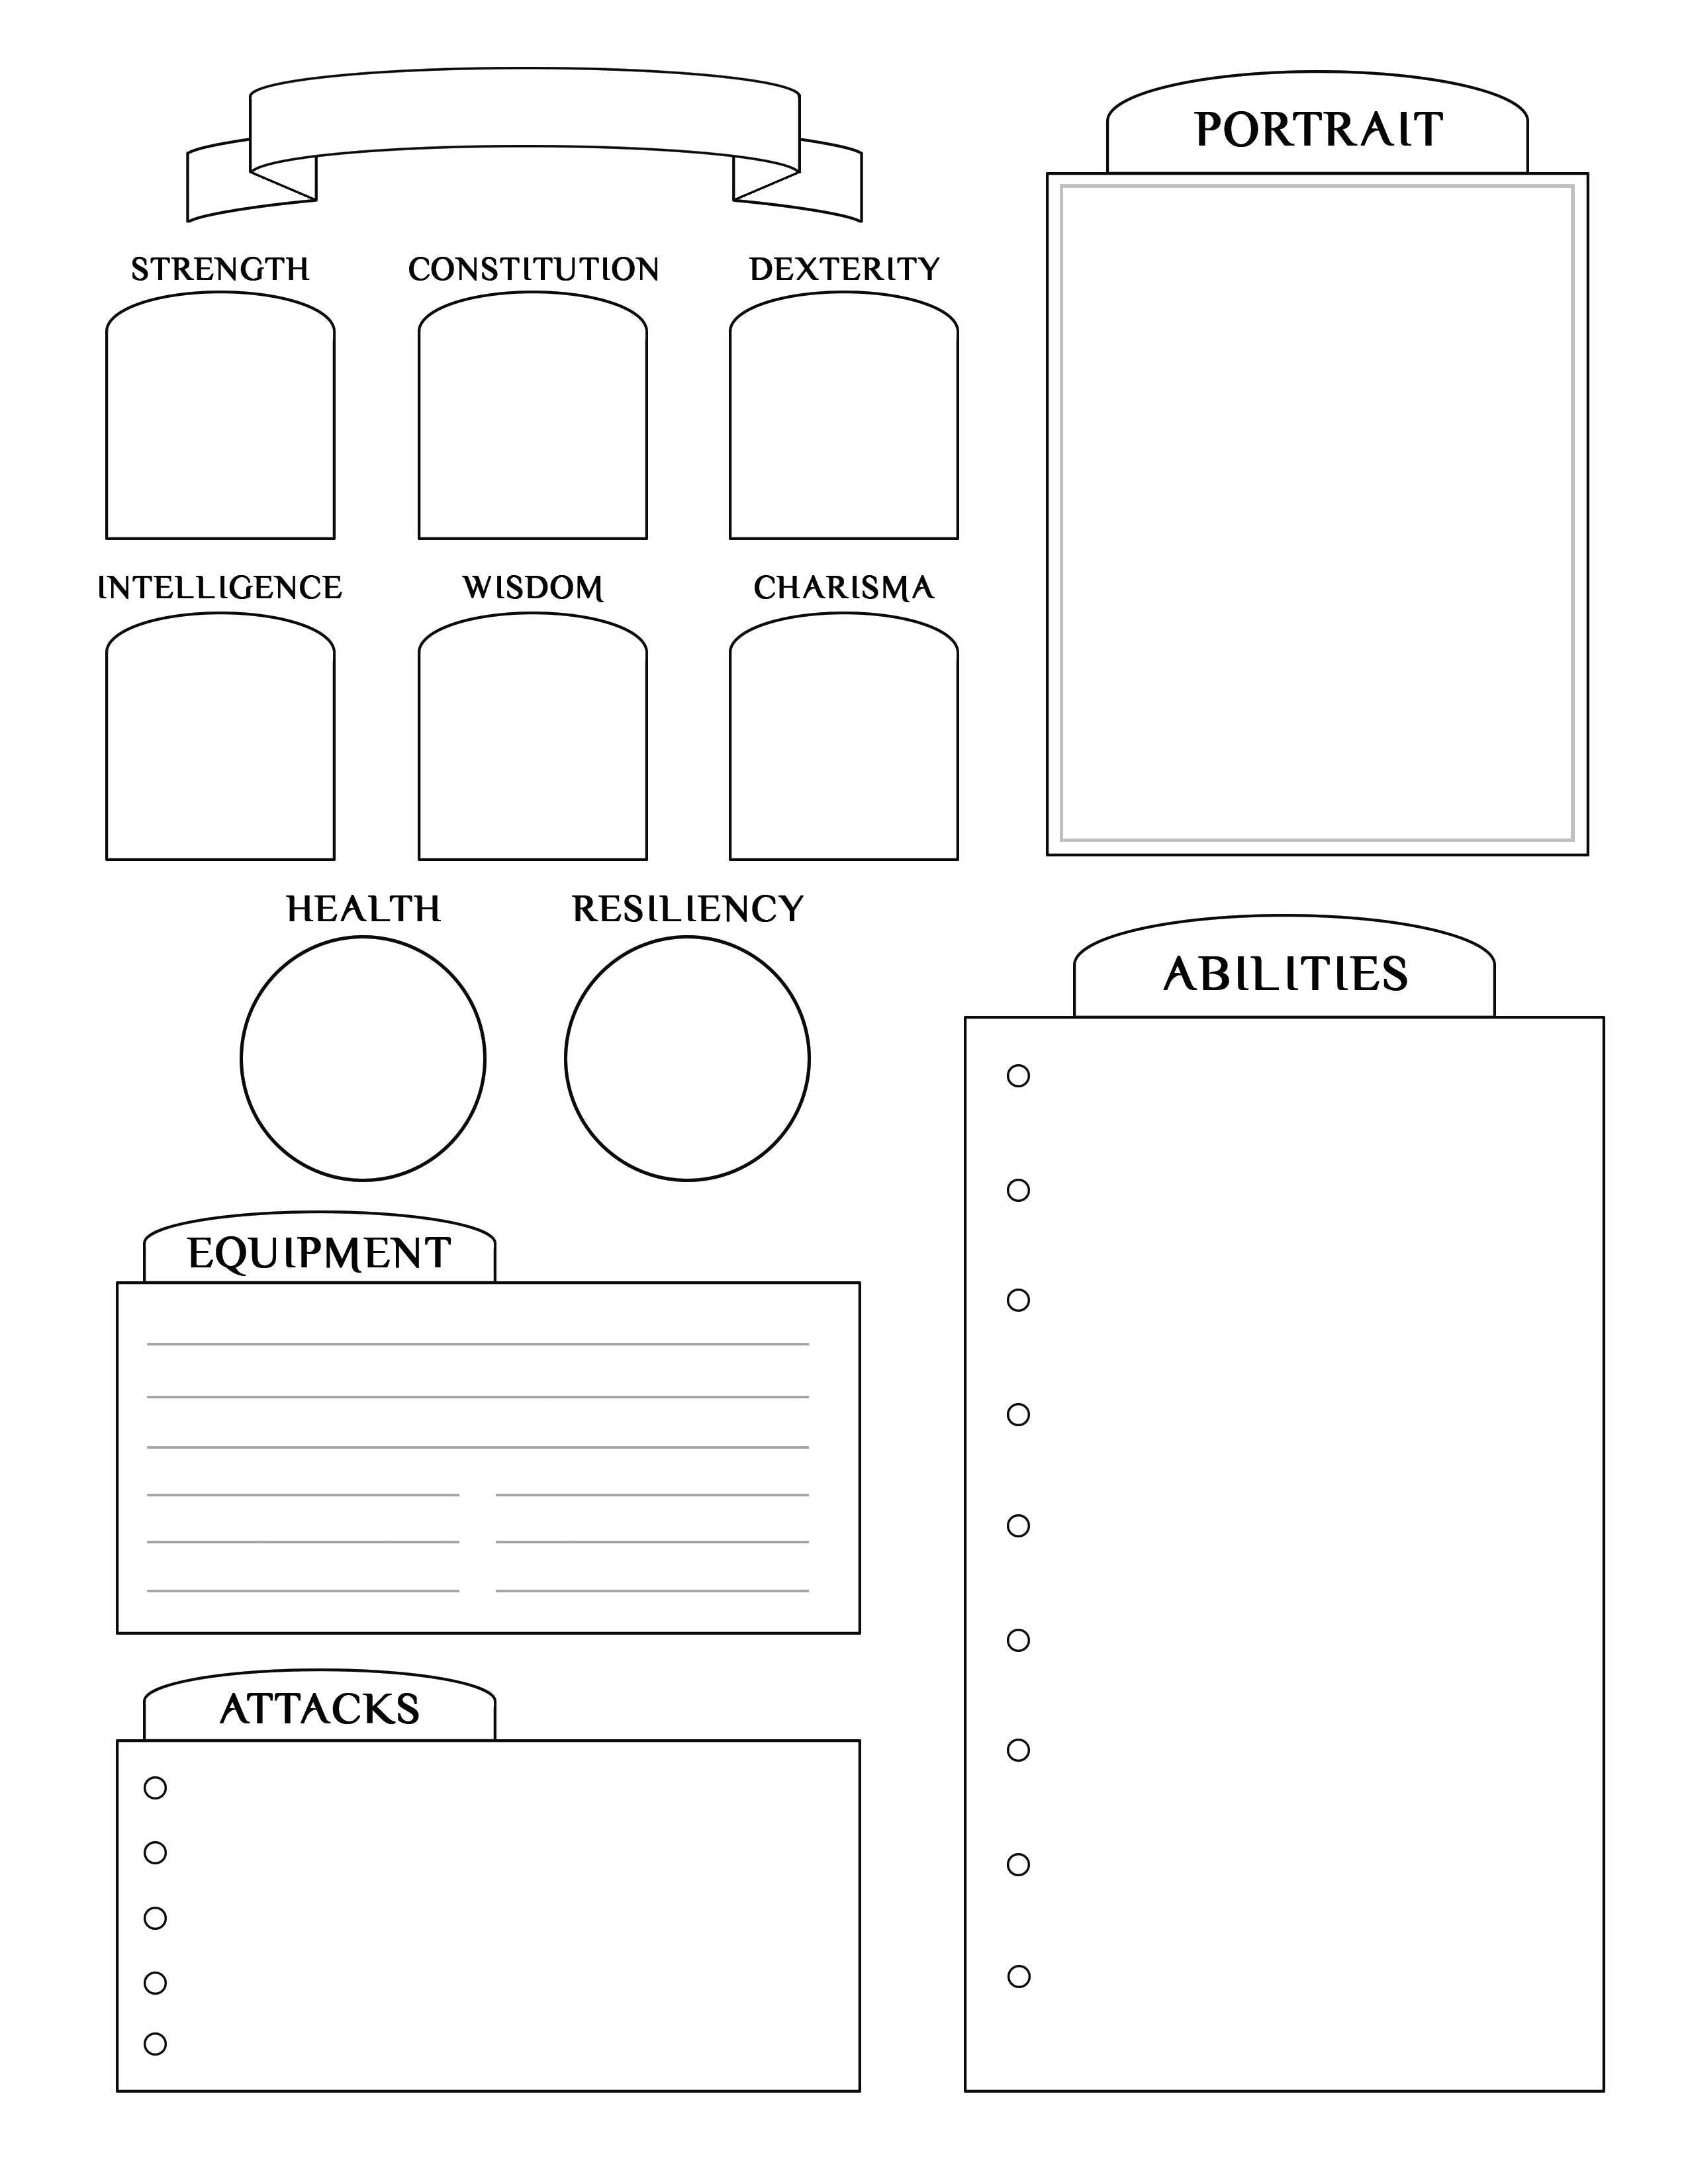 PORTRAIT
STRENGTH
CONSTITUTION
DEXTERITY
INTELLIGENCE
WISDOM
CHARISMA
HEALTH
RESILIENCY
ABILITIES
EQUIPMENT
ATTACKS